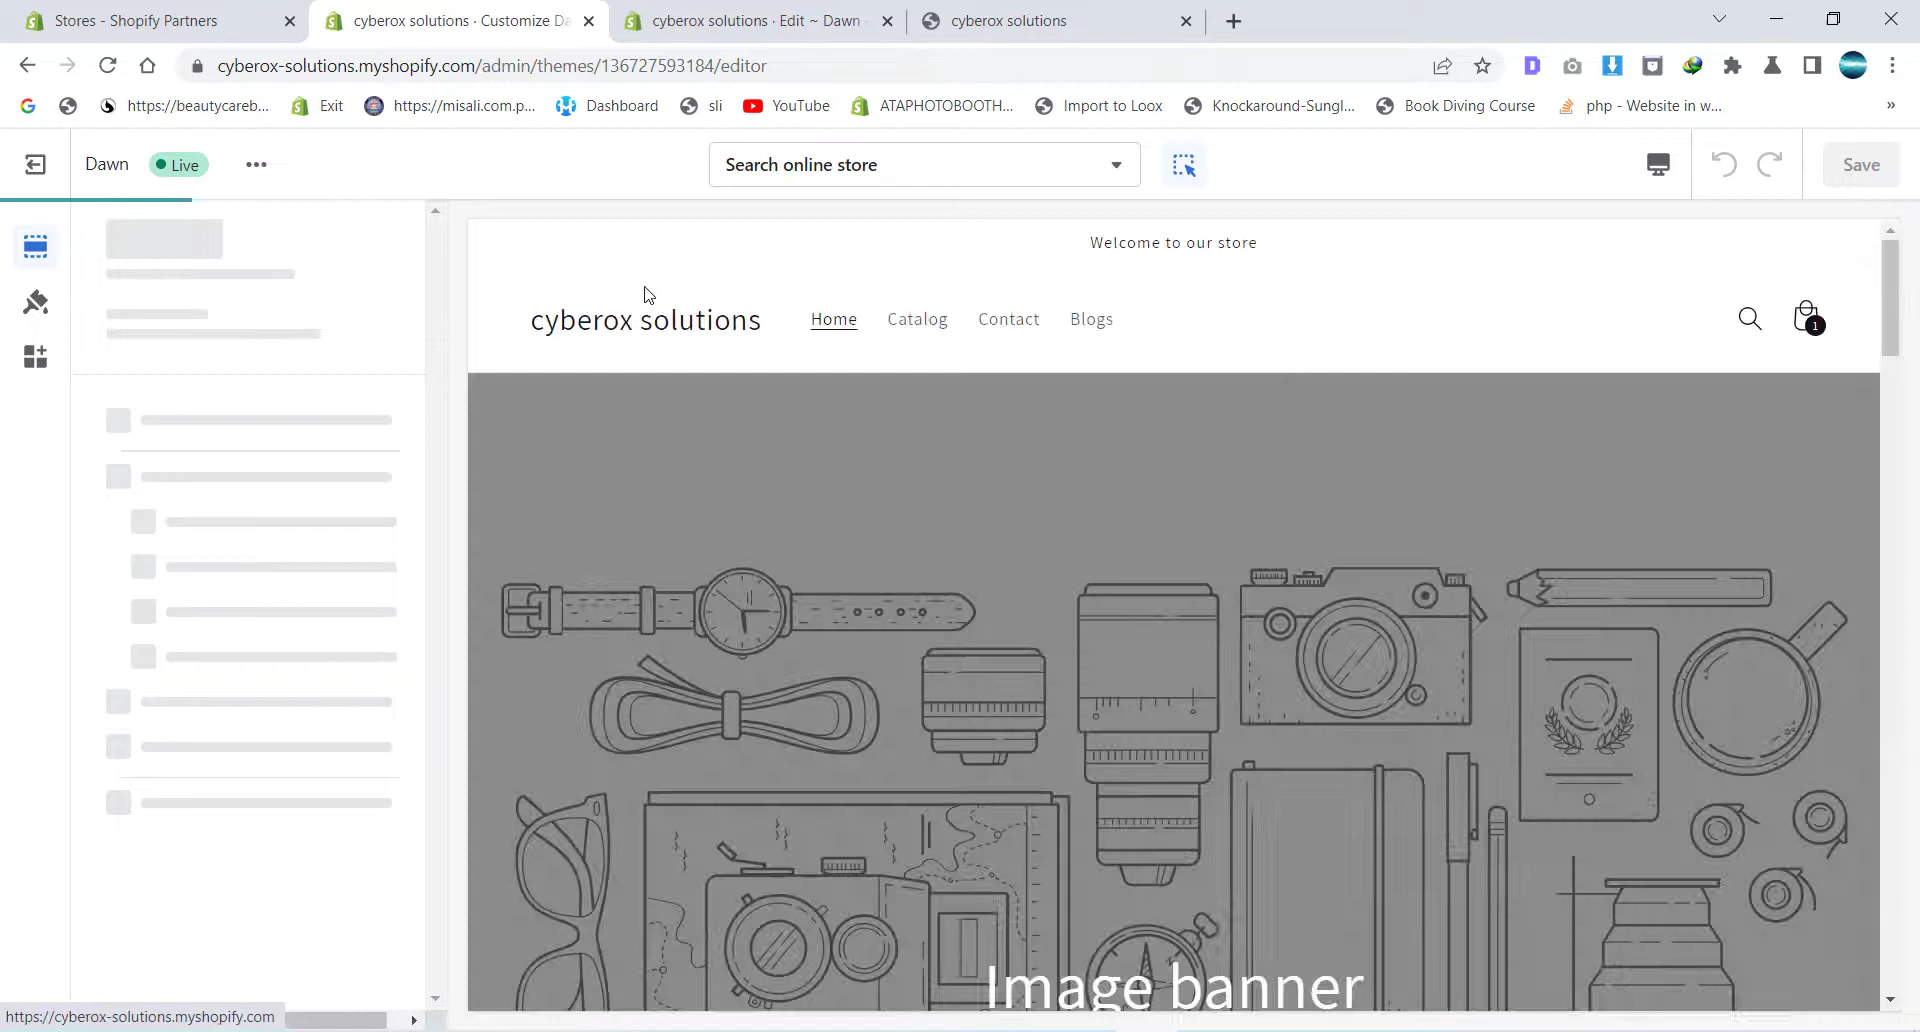 Stores - Shopify Partners
cyberox solutions · Customize Da
cyberox solutions · Edit ~ Dawn ·
cyberox solutions
cyberox-solutions.myshopify.com/admin/themes/136727593184/editor
https://beautycareb...
Exit
https://misali.com.p...
Dashboard
sli
YouTube
ATAPHOTOBOOTH...
Import to Loox
Knockaround-Sungl...
Book Diving Course
php - Website in w...
»
Dawn
Live
Search online store
Save
Welcome to our store
cyberox solutions
Home
Catalog
Contact
Blogs
1
Image banner
https://cyberox-solutions.myshopify.com